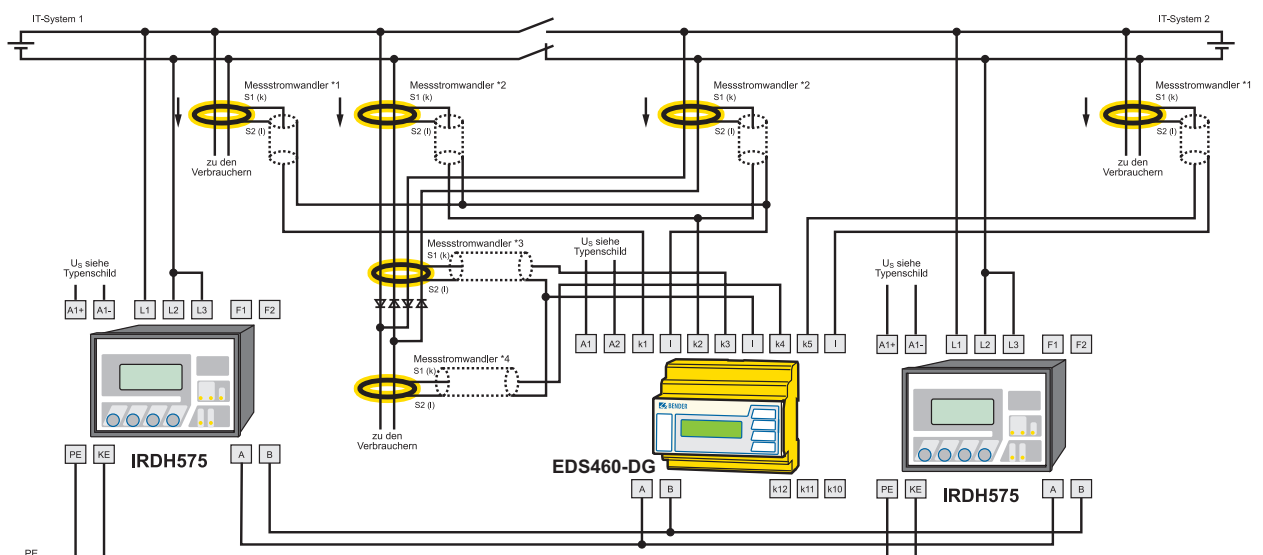 IT-System 1
IT-System 2
Messstromwandler *1
S1 (k)
S2 (l)
zu den
Verbrauchern
Messstromwandler *2
S1 (k)
S2 (l)
Messstromwandler *2
S1 (k)
S2 (l)
Messstromwandler *1
S1 (k)
S2 (l)
zu den
Verbrauchern
US siehe
Typenschild
Messstromwandler *3
S1 (k)
S2 (l)
US siehe
Typenschild
US siehe
Typenschild
A1+ A1- L1 L2 L3 F1 F2
A1 A2 k1 l k2 k3 l k4 k5 l
A1+ A1- L1 L2 L3 F1 F2
Messstromwandler *4
S1 (k)
S2 (l)
zu den
Verbrauchern
BENDER
PE KE IRDH575 A B
EDS460-DG
A B k12 k11 k10
PE KE IRDH575 A B
PE